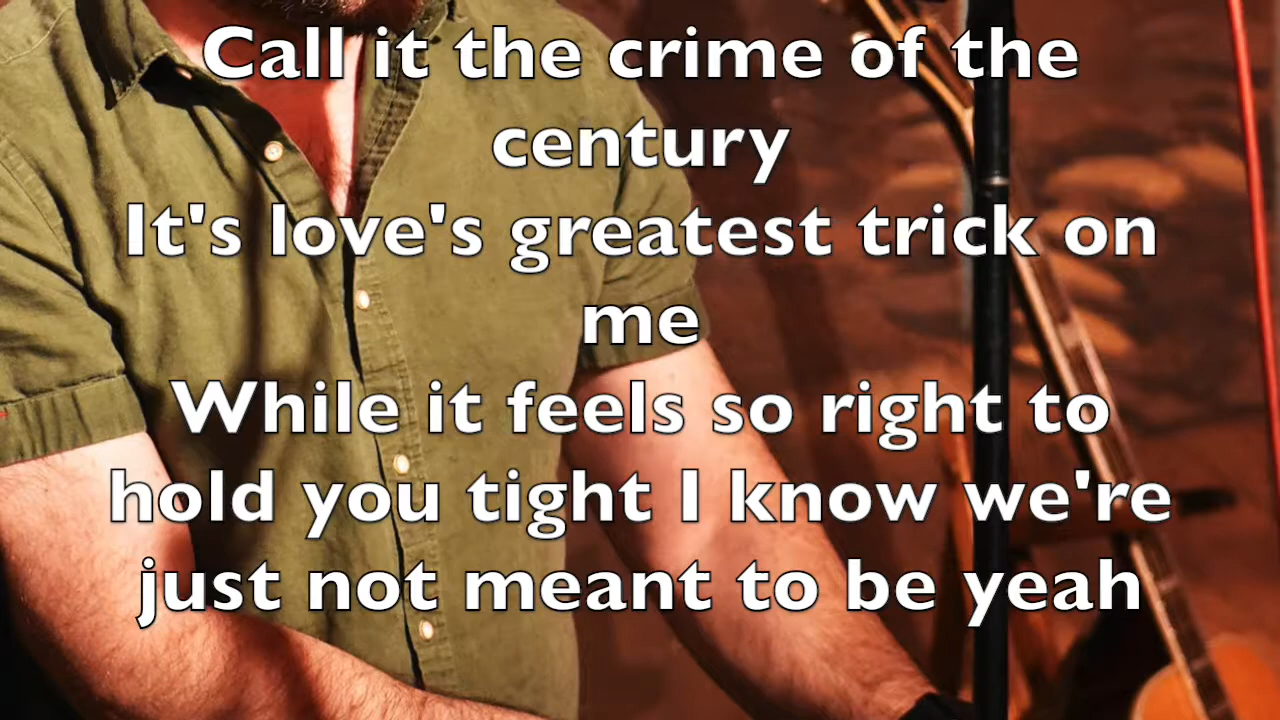 Call it the crime of the
century
It's love's greatest trick on
me
While it feels so right to
hold you tight I know we're
just not meant to be yeah